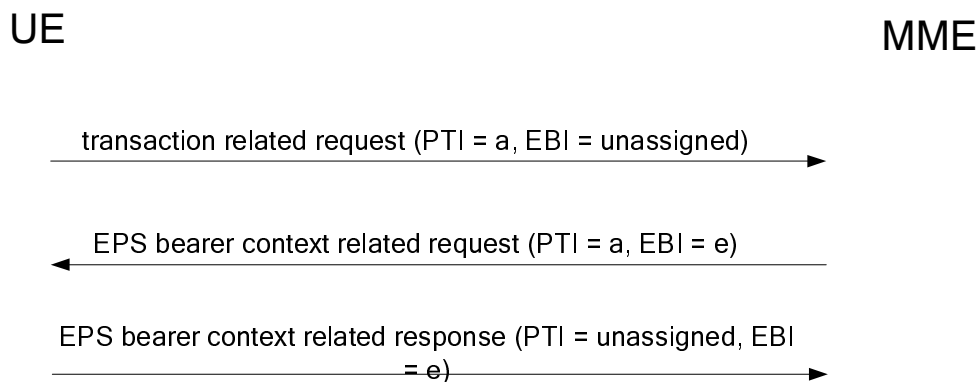 UE
MME
transaction related request (PTI = a, EBI = unassigned)
EPS bearer context related request (PTI = a, EBI = e)
EPS bearer context related response (PTI = unassigned, EBI
= e)